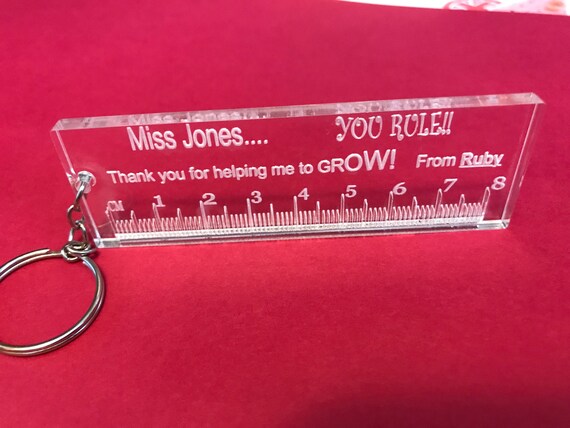 Miss Jones.... YOU RULE!!
Thank you for helping me to GROW! From Ruby
1 2 3 4 5 6 7 8